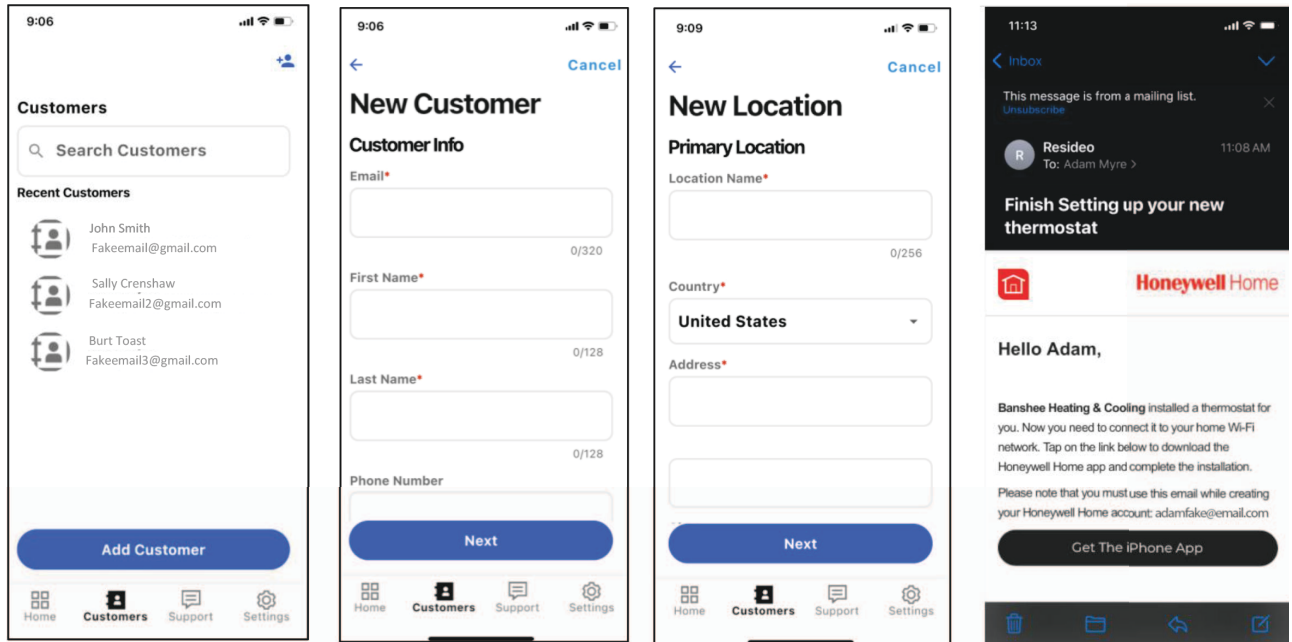 9:06
Customers
Search Customers
Recent Customers
John Smith
Fakeemail@gmail.com
Sally Crenshaw
Fakeemail2@gmail.com
Burt Toast
Fakeemail3@gmail.com
Add Customer
Home
Customers
Support
Settings
9:06
Cancel
New Customer
Customer Info
Email*
0/320
First Name*
0/128
Last Name*
0/128
Phone Number
Next
Home
Customers
Support
Settings
9:09
Cancel
New Location
Primary Location
Location Name*
0/256
Country*
United States
Address*
Next
Home
Customers
Support
Settings
11:13
Inbox
This message is from a mailing list.
Unsubscribe
R
Resideo
11:08 AM
To: Adam Myre >
Finish Setting up your new
thermostat
Honeywell Home
Hello Adam,
Banshee Heating & Cooling installed a thermostat for
you. Now you need to connect it to your home Wi-Fi
network. Tap on the link below to download the
Honeywell Home app and complete the installation.
Please note that you must use this email while creating
your Honeywell Home account: adamfake@email.com
Get The iPhone App